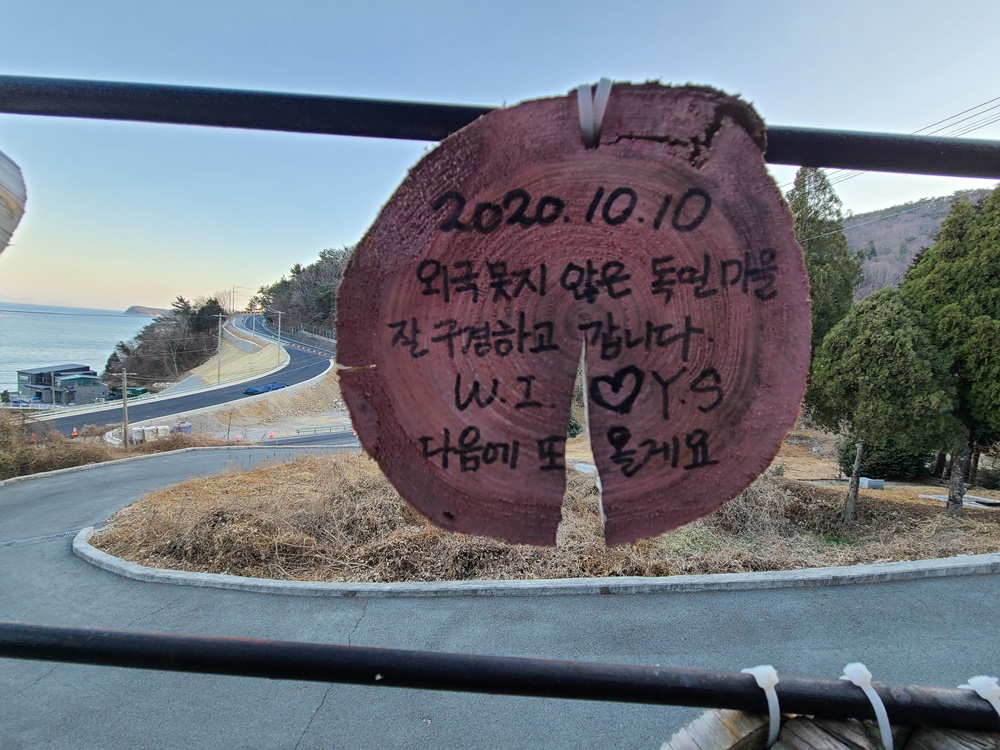 2020.10.10
외국못지 않은 독일마을
잘 구경하고 갑니다.
W.I. ♡ Y.S
다음에 또 올게요